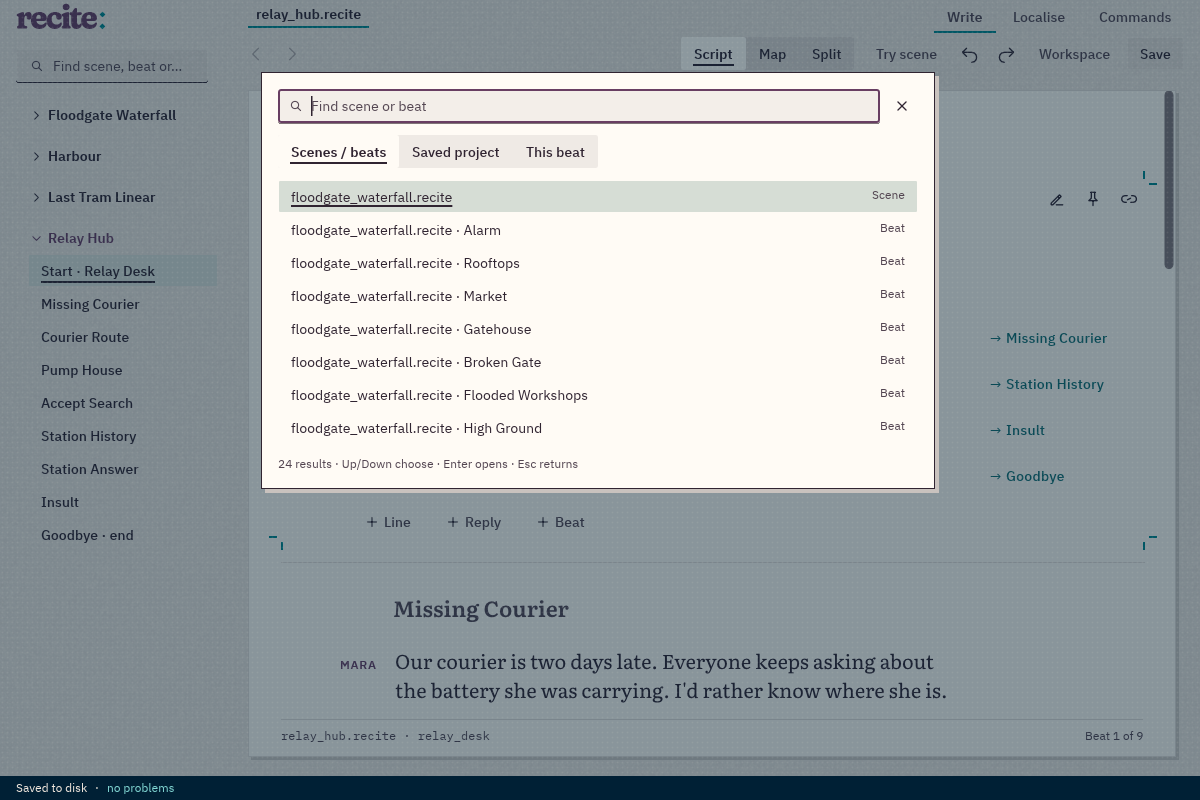 recite:
relay_hub.recite
Write
Localise
Commands
Find scene, beat or...
Script
Map
Split
Try scene
Workspace
Save
Floodgate Waterfall
Harbour
Last Tram Linear
Relay Hub
Start · Relay Desk
Missing Courier
Courier Route
Pump House
Accept Search
Station History
Station Answer
Insult
Goodbye · end
Find scene or beat
Scenes / beats
Saved project
This beat
floodgate_waterfall.recite Scene
floodgate_waterfall.recite · Alarm Beat
floodgate_waterfall.recite · Rooftops Beat
floodgate_waterfall.recite · Market Beat
floodgate_waterfall.recite · Gatehouse Beat
floodgate_waterfall.recite · Broken Gate Beat
floodgate_waterfall.recite · Flooded Workshops Beat
floodgate_waterfall.recite · High Ground Beat
24 results · Up/Down choose · Enter opens · Esc returns
→ Missing Courier
→ Station History
→ Insult
→ Goodbye
+ Line
+ Reply
+ Beat
Missing Courier
MARA
Our courier is two days late. Everyone keeps asking about
the battery she was carrying. I'd rather know where she is.
relay_hub.recite · relay_desk
Beat 1 of 9
Saved to disk · no problems